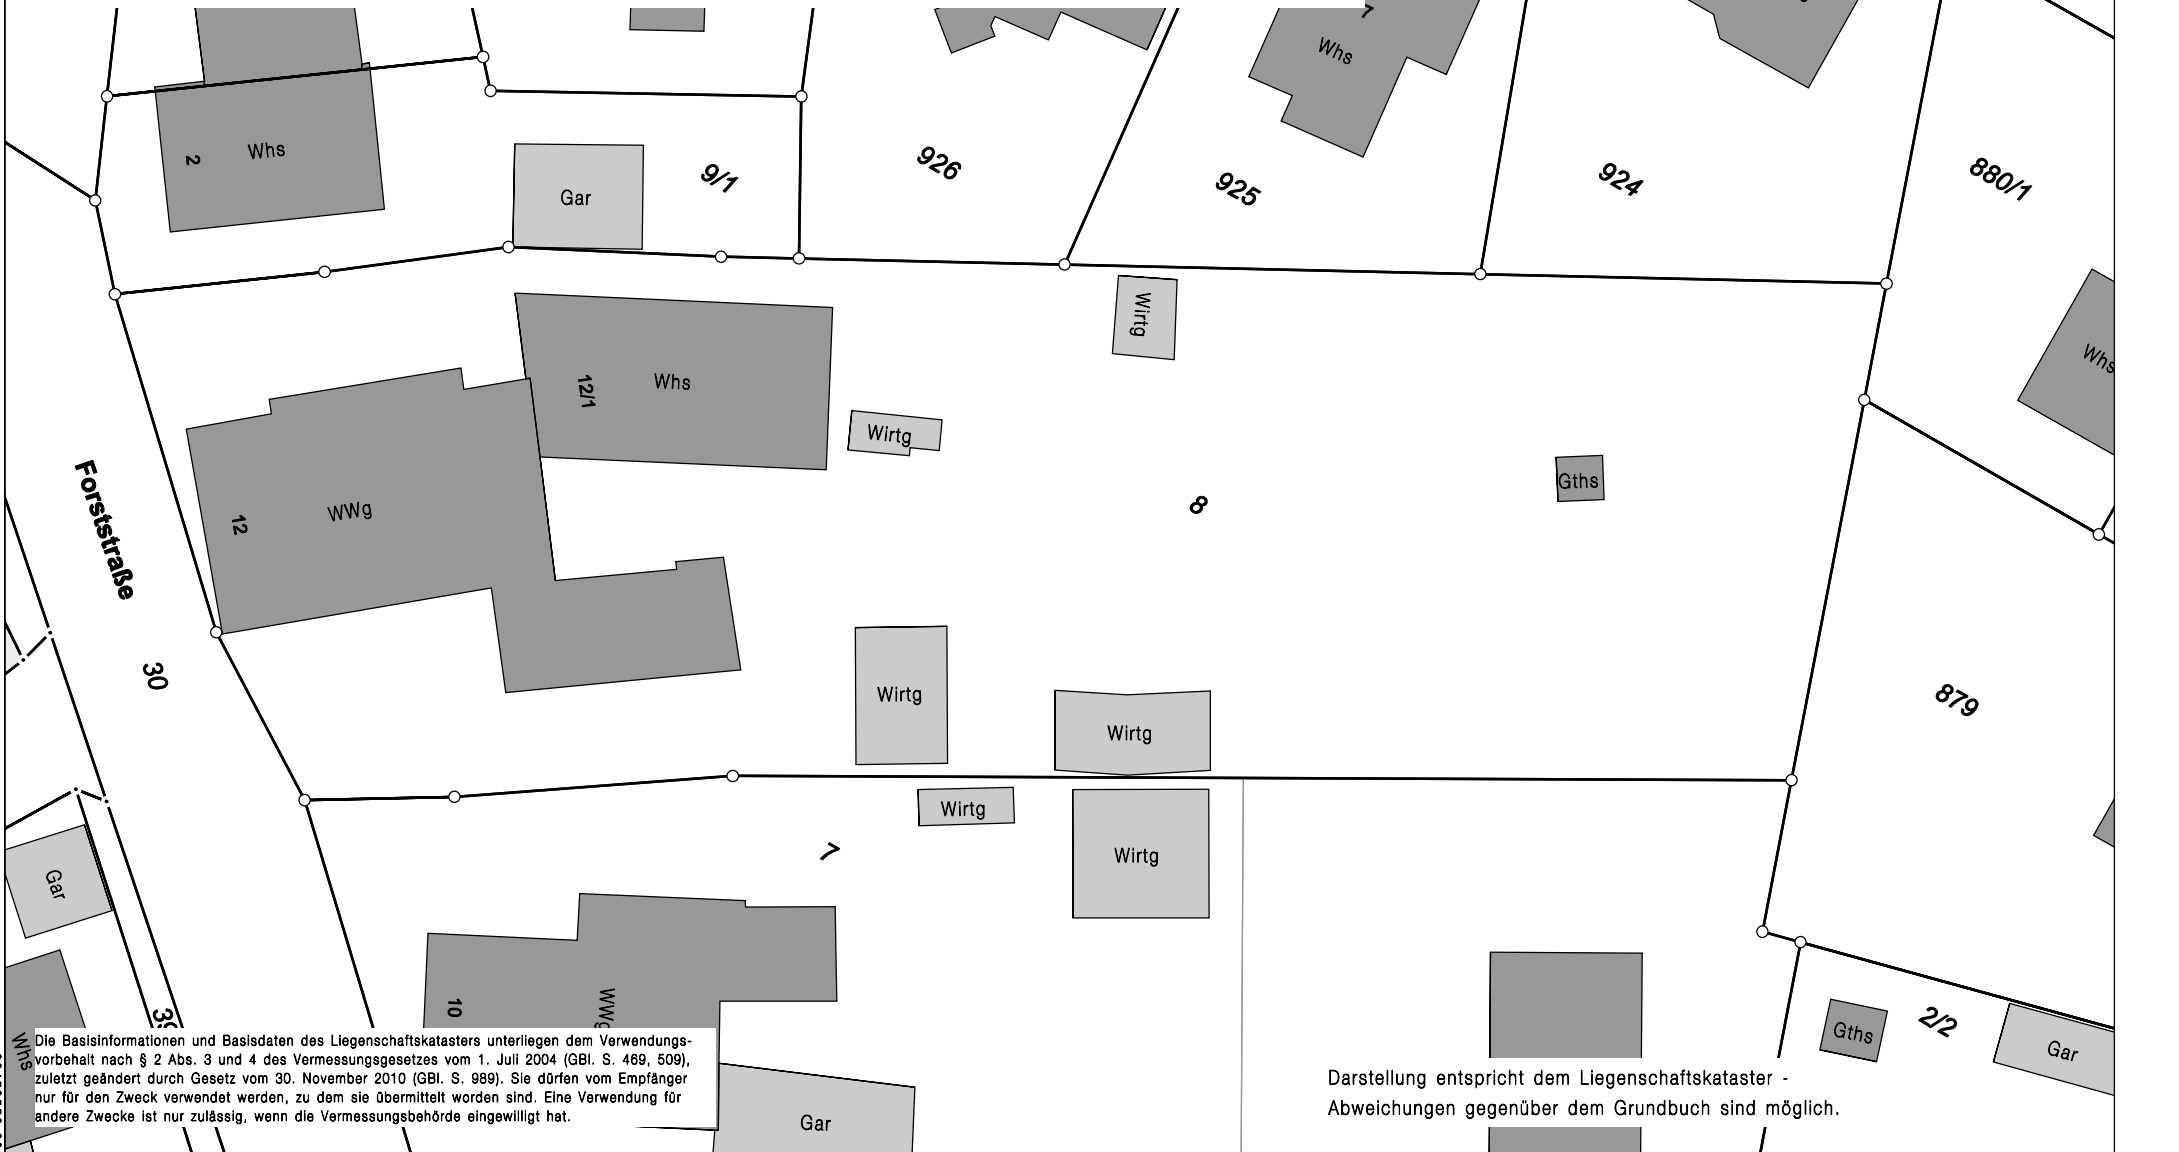 7
Whs
2
Whs
Gar
9/1
926
925
924
880/1
Wirtg
Whs
12/1
Whs
Wirtg
Gths
8
12
WWg
Forststraße
30
Wirtg
Wirtg
879
Wirtg
7
Wirtg
Gar
10
WWg
Whs
Gths
2/2
Gar
Die Basisinformationen und Basisdaten des Liegenschaftskatasters unterliegen dem Verwendungs-
vorbehalt nach § 2 Abs. 3 und 4 des Vermessungsgesetzes vom 1. Juli 2004 (GBl. S. 469, 509),
zuletzt geändert durch Gesetz vom 30. November 2010 (GBl. S. 989). Sie dürfen vom Empfänger
nur für den Zweck verwendet werden, zu dem sie übermittelt worden sind. Eine Verwendung für
andere Zwecke ist nur zulässig, wenn die Vermessungsbehörde eingewilligt hat.
Darstellung entspricht dem Liegenschaftskataster -
Abweichungen gegenüber dem Grundbuch sind möglich.
Gar